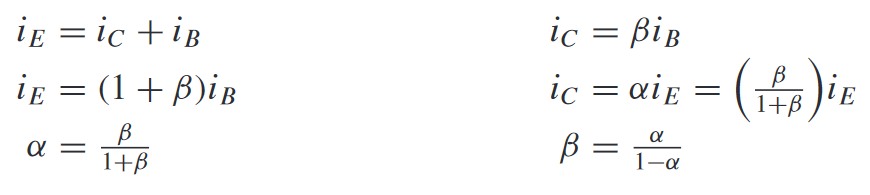 i_E = i_C + i_B    i_C = βi_B
i_E = (1 + β)i_B    i_C = αi_E = (β/(1+β))i_E
α = β/(1+β)    β = α/(1−α)